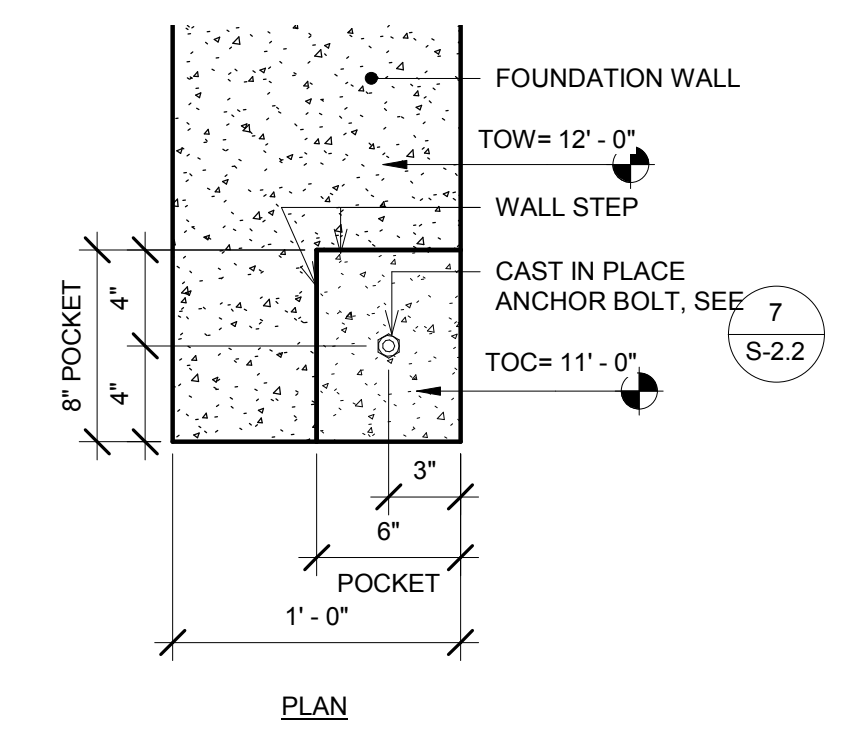 FOUNDATION WALL
TOW= 12' - 0"
WALL STEP
CAST IN PLACE
ANCHOR BOLT, SEE
7
S-2.2
TOC= 11' - 0"
8" POCKET
4"
4"
3"
6"
POCKET
1' - 0"
PLAN